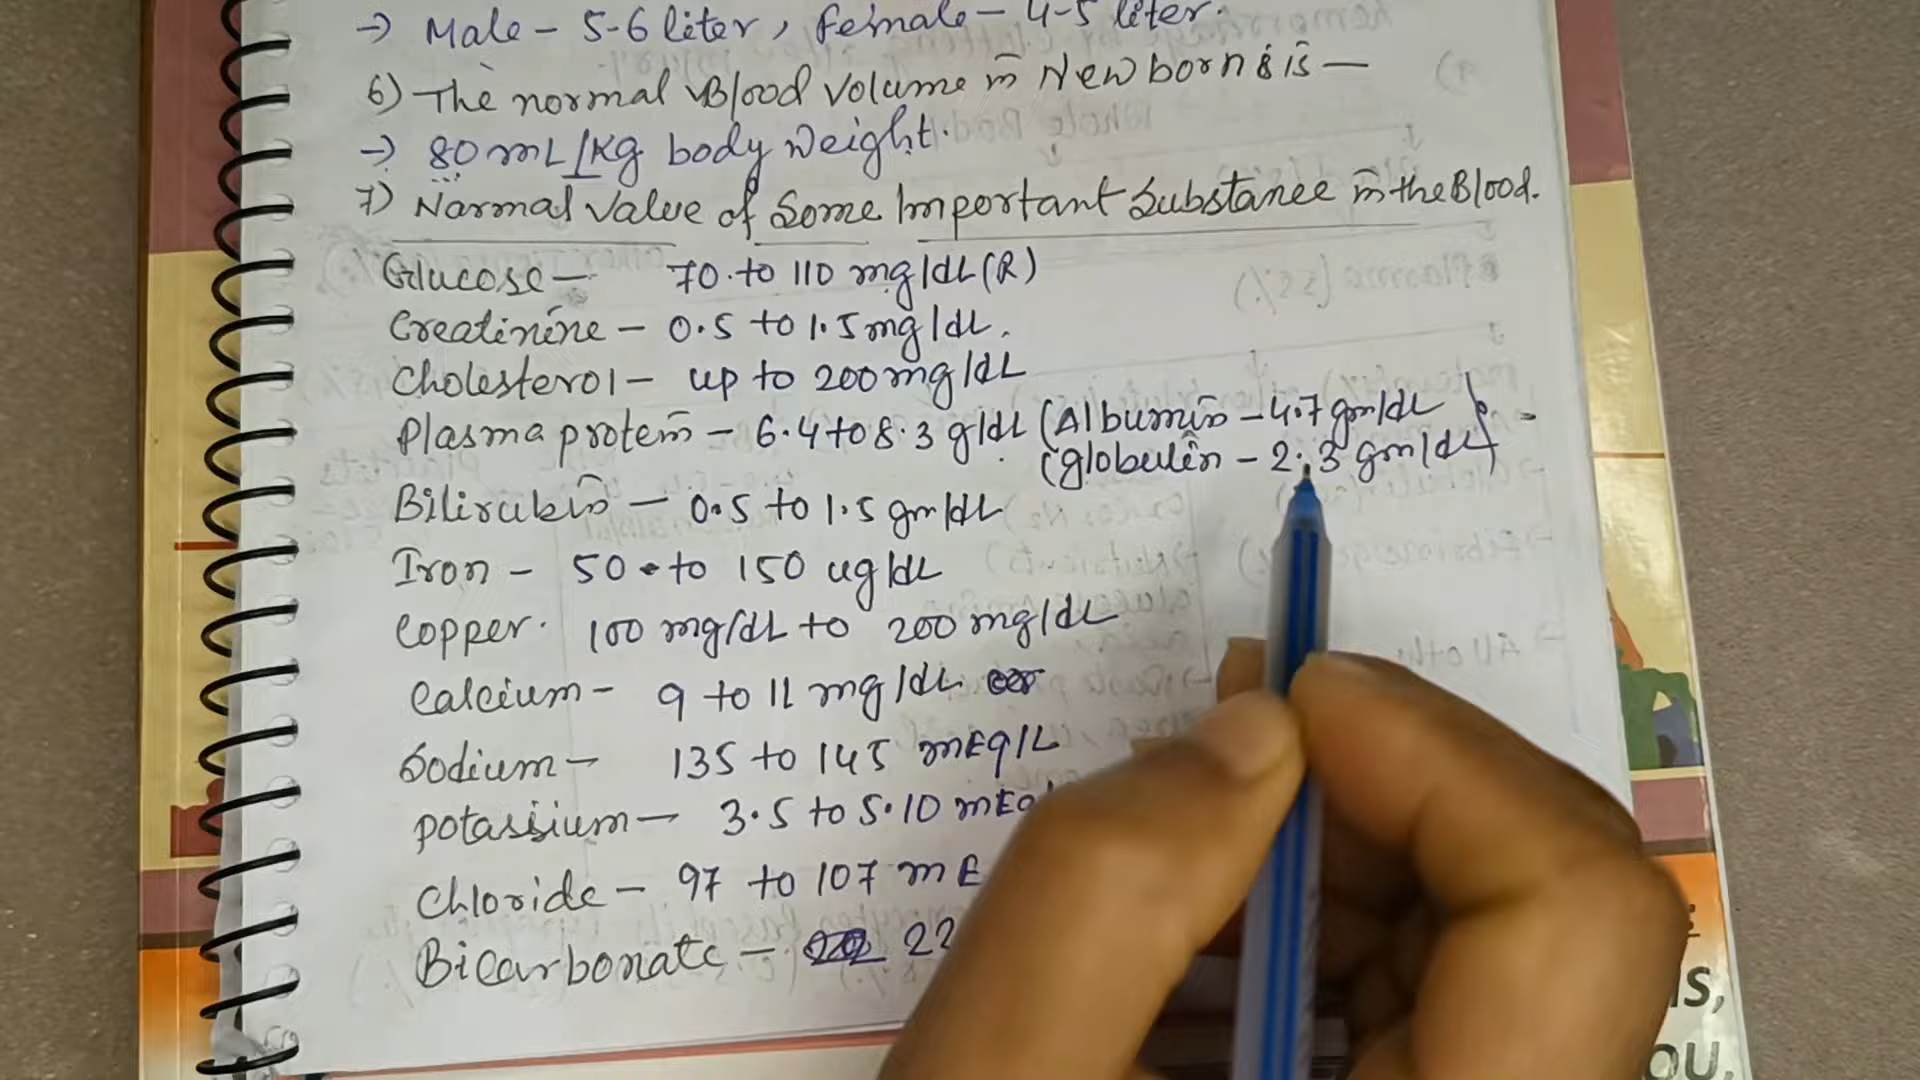 → Male – 5-6 liter, Female – 4-5 liter.
6) The normal Blood Volume in New born is is —
→ 80 mL/Kg body weight.
7) Normal value of Some Important Substance in the Blood.
Glucose – 70 to 110 mg/dL (R)
Creatinine – 0.5 to 1.5 mg/dL.
Cholesterol – up to 200 mg/dL
Plasma protein – 6.4 to 8.3 g/dL (Albumin – 4.7 gm/dL
(globulin – 2.3 gm/dL)
Bilirubin – 0.5 to 1.5 gm/dL
Iron – 50 to 150 ug/dL
Copper. 100 mg/dL to 200 mg/dL
Calcium – 9 to 11 mg/dL
Sodium – 135 to 145 mEq/L
potassium – 3.5 to 5.10 mEq
Chloride – 97 to 107 mE
Bicarbonate – 22